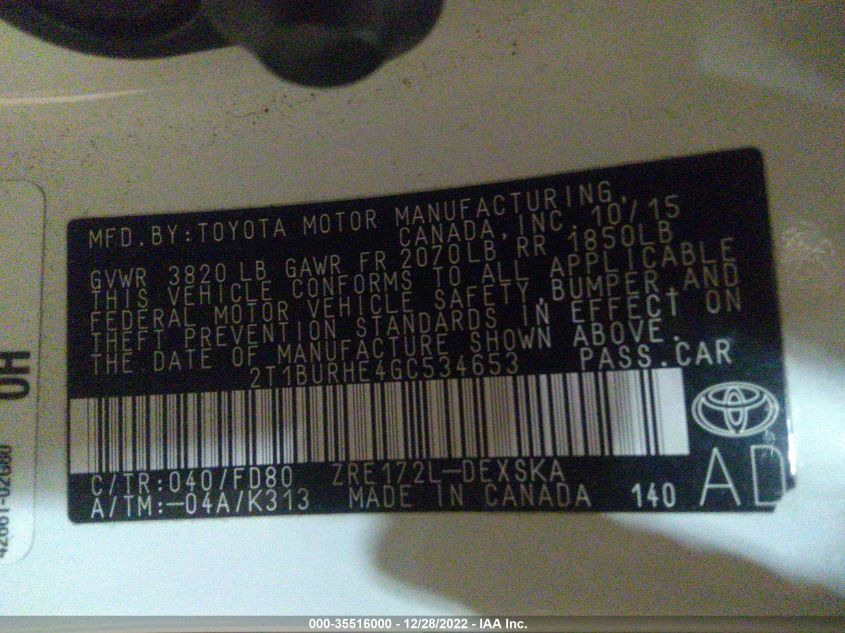 MFD.BY:TOYOTA MOTOR MANUFACTURING,
CANADA, INC. 10/15
GVWR 3820 LB GAWR FR 2070LB RR 1850LB
THIS VEHICLE CONFORMS TO ALL APPLICABLE
FEDERAL MOTOR VEHICLE SAFETY, BUMPER, AND
THEFT PREVENTION STANDARDS IN EFFECT ON
THE DATE OF MANUFACTURE SHOWN ABOVE.
2T1BURHE4GC534653 PASS.CAR
C/TR:040/FD80 ZRE172L-DEXSKA
A/TM:-04A/K313 MADE IN CANADA 140
AD
OH
000-35516000 - 12/28/2022 - IAA Inc.